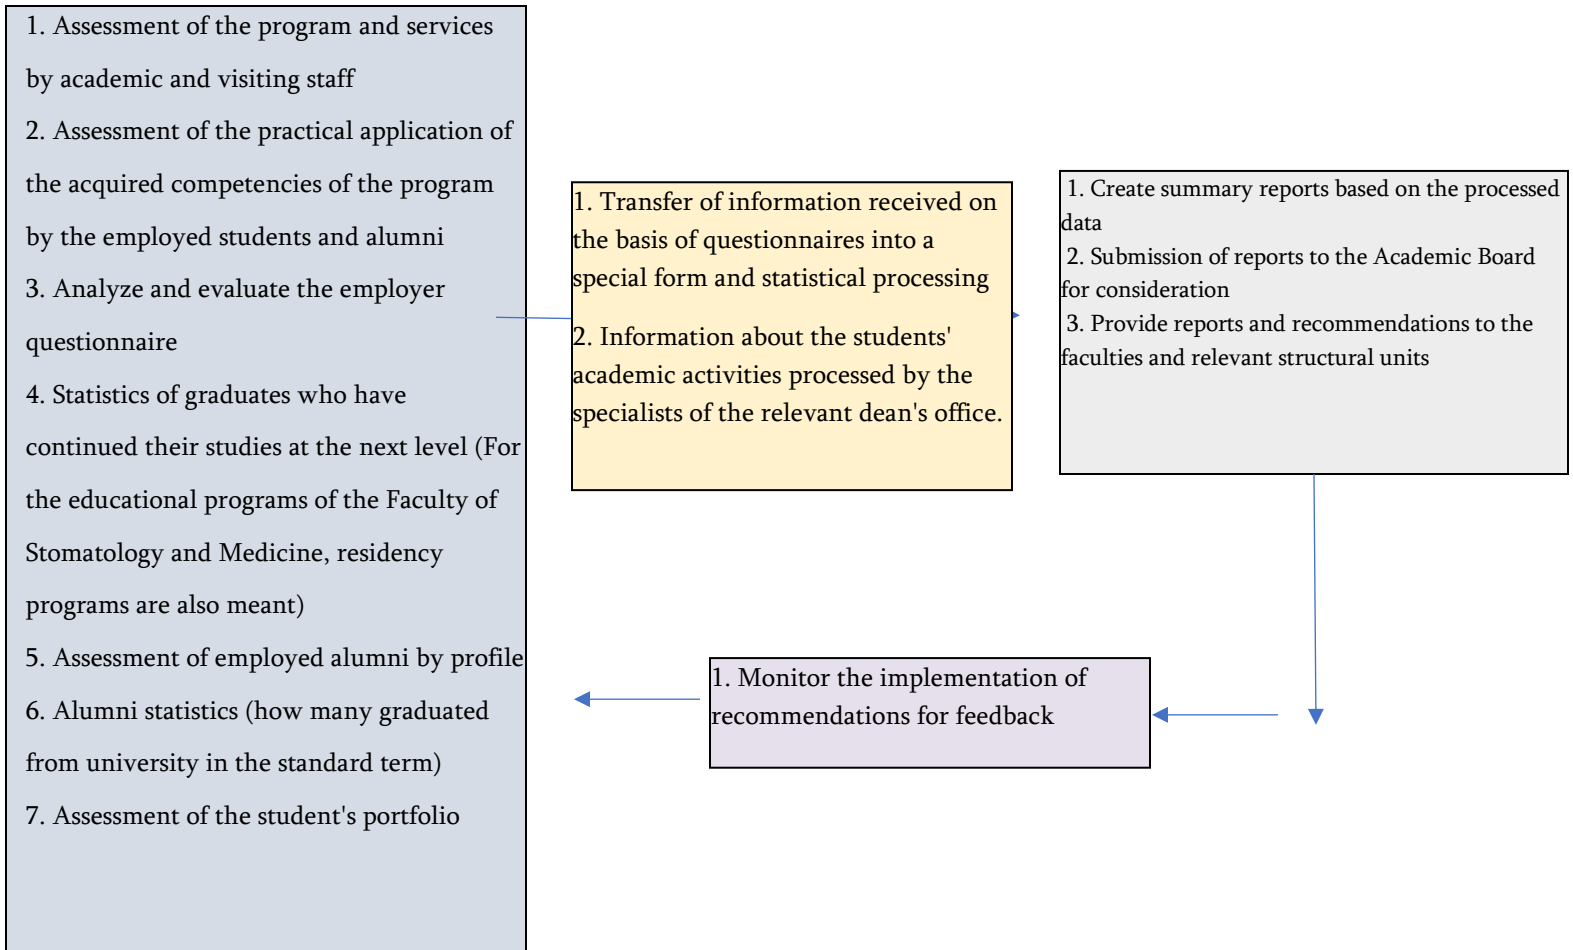 1. Assessment of the program and services
by academic and visiting staff
2. Assessment of the practical application of
the acquired competencies of the program
by the employed students and alumni
3. Analyze and evaluate the employer
questionnaire
4. Statistics of graduates who have
continued their studies at the next level (For
the educational programs of the Faculty of
Stomatology and Medicine, residency
programs are also meant)
5. Assessment of employed alumni by profile
6. Alumni statistics (how many graduated
from university in the standard term)
7. Assessment of the student's portfolio
1. Transfer of information received on
the basis of questionnaires into a
special form and statistical processing
2. Information about the students'
academic activities processed by the
specialists of the relevant dean's office.
1. Create summary reports based on the processed
data
2. Submission of reports to the Academic Board
for consideration
3. Provide reports and recommendations to the
faculties and relevant structural units
1. Monitor the implementation of
recommendations for feedback